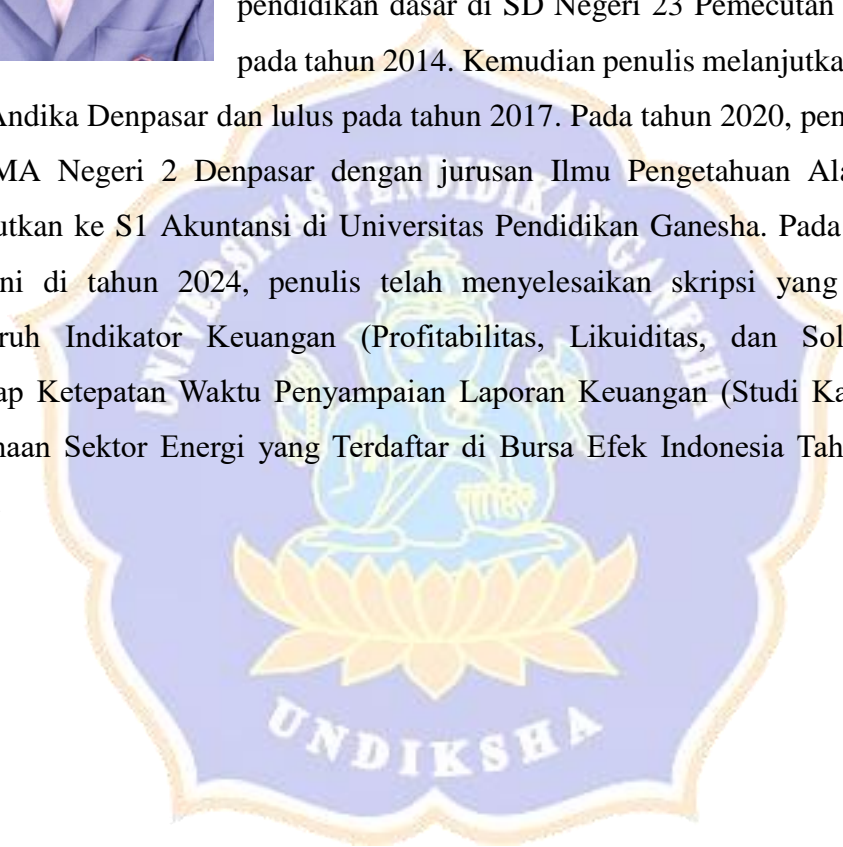 pendidikan dasar di SD Negeri 23 Pemecutan
pada tahun 2014. Kemudian penulis melanjutka
Andika Denpasar dan lulus pada tahun 2017. Pada tahun 2020, pen
MA Negeri 2 Denpasar dengan jurusan Ilmu Pengetahuan Ala
utkan ke S1 Akuntansi di Universitas Pendidikan Ganesha. Pada
ni di tahun 2024, penulis telah menyelesaikan skripsi yang
ruh Indikator Keuangan (Profitabilitas, Likuiditas, dan Sol
ap Ketepatan Waktu Penyampaian Laporan Keuangan (Studi Ka
haan Sektor Energi yang Terdaftar di Bursa Efek Indonesia Tah
UNIVERSITAS PENDIDIKAN GANESHA
UNDIKSHA